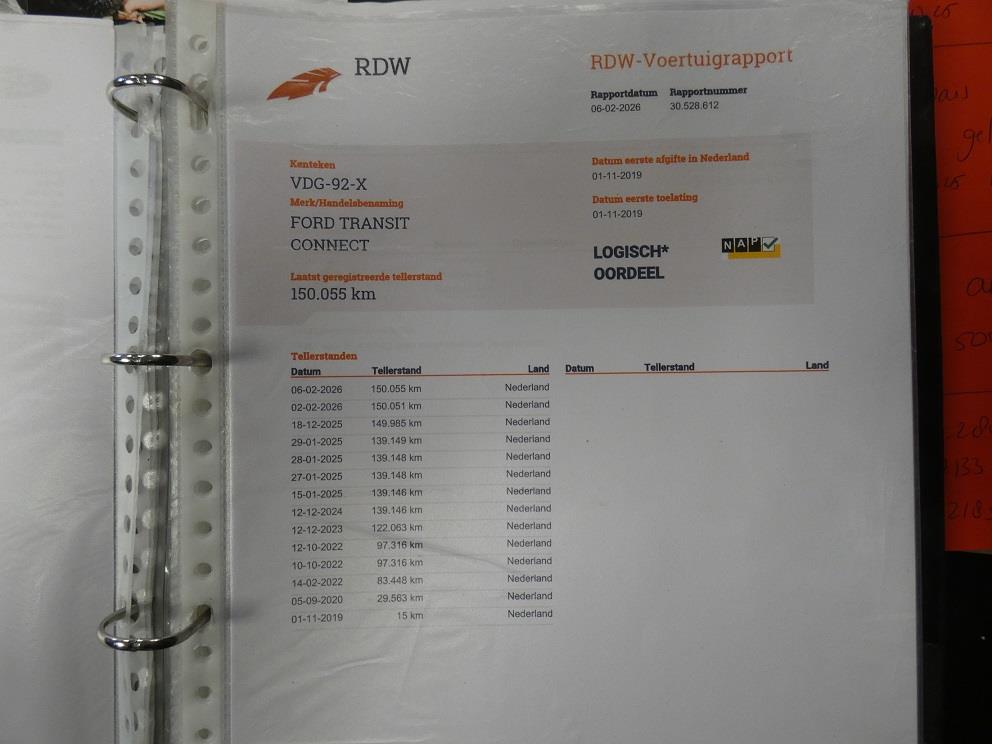 RDW
RDW-Voertuigrapport
Rapportdatum Rapportnummer
06-02-2026 30.528.612
Kenteken
VDG-92-X
Merk/Handelsbenaming
FORD TRANSIT
CONNECT
Laatst geregistreerde tellerstand
150.055 km
Datum eerste afgifte in Nederland
01-11-2019
Datum eerste toelating
01-11-2019
LOGISCH*
OORDEEL
NAP
Tellerstanden
Datum Tellerstand Land Datum Tellerstand Land
06-02-2026 150.055 km Nederland
02-02-2026 150.051 km Nederland
18-12-2025 149.985 km Nederland
29-01-2025 139.149 km Nederland
28-01-2025 139.148 km Nederland
27-01-2025 139.148 km Nederland
15-01-2025 139.146 km Nederland
12-12-2024 139.146 km Nederland
12-12-2023 122.063 km Nederland
12-10-2022 97.316 km Nederland
10-10-2022 97.316 km Nederland
14-02-2022 83.448 km Nederland
05-09-2020 29.563 km Nederland
01-11-2019 15 km Nederland